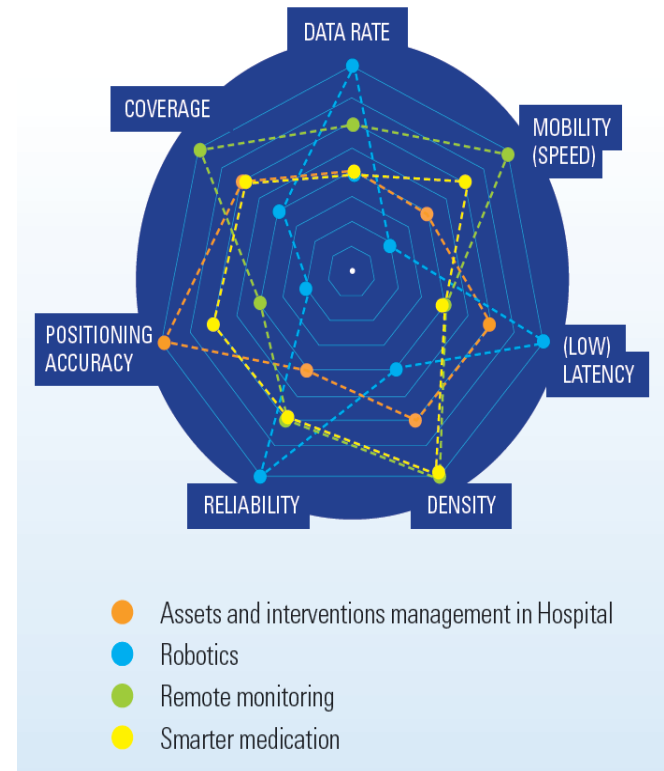 DATA RATE
COVERAGE
MOBILITY
(SPEED)
POSITIONING
ACCURACY
(LOW)
LATENCY
RELIABILITY
DENSITY
Assets and interventions management in Hospital
Robotics
Remote monitoring
Smarter medication